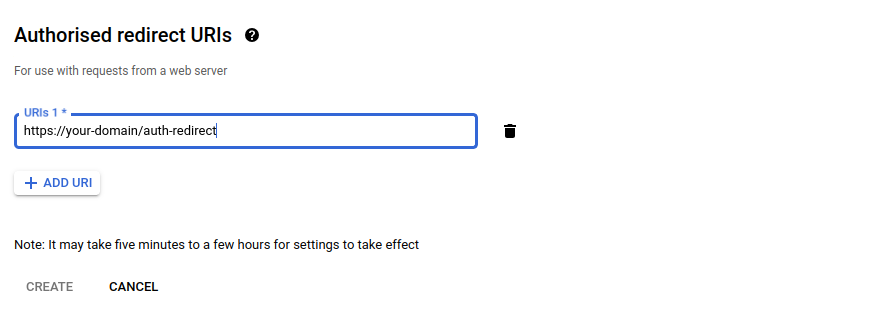 Authorised redirect URIs
For use with requests from a web server
URIs 1 *
https://your-domain/auth-redirect
ADD URI
Note: It may take five minutes to a few hours for settings to take effect
CREATE CANCEL